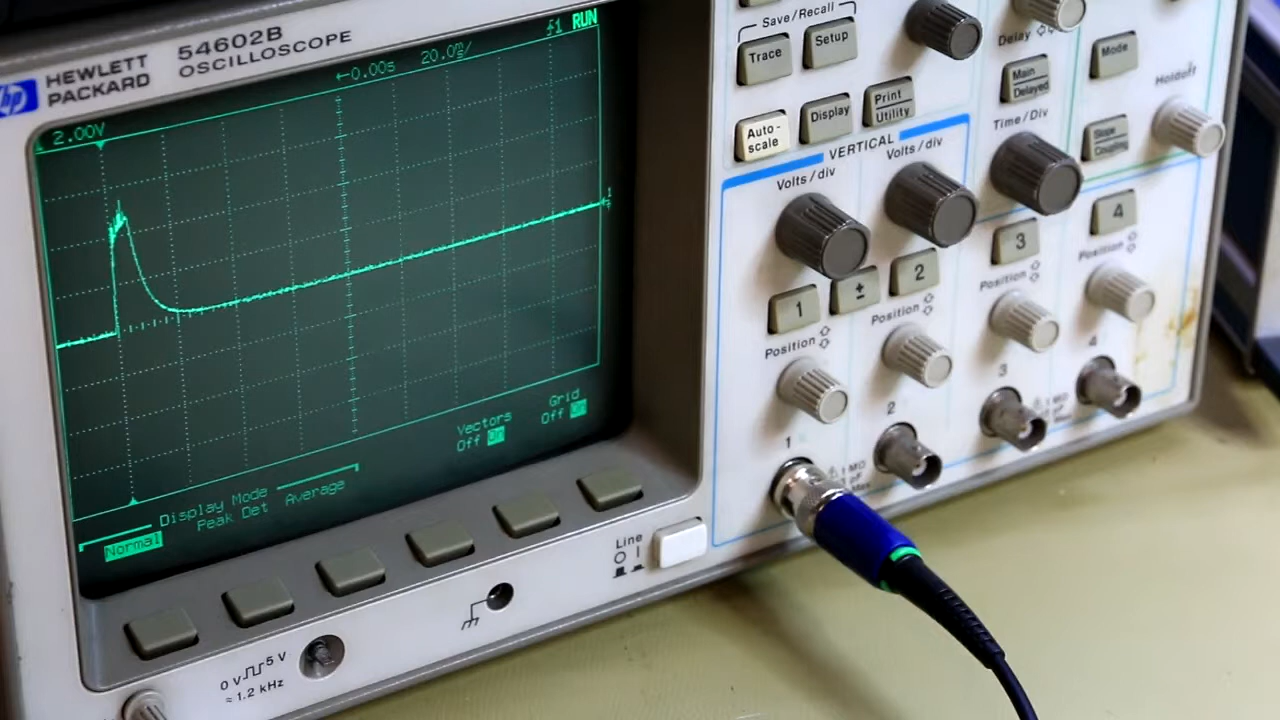 hp HEWLETT
PACKARD
54602B
OSCILLOSCOPE
2.00V
←0.00s
20.0m/
1 RUN
Display Mode
Normal
Peak Det
Average
Vectors
Off On
Grid
Off On
Save/Recall
Trace
Setup
Auto-
scale
Display
Print
Utility
VERTICAL
Volts/div
Volts/div
1
±
2
3
4
Position
Position
Position
Position
1
2
3
4
Delay
Main
Delayed
Mode
Holdoff
Time/Div
Slope
Coupling
Line
0 V 5 V
≈1.2 kHz